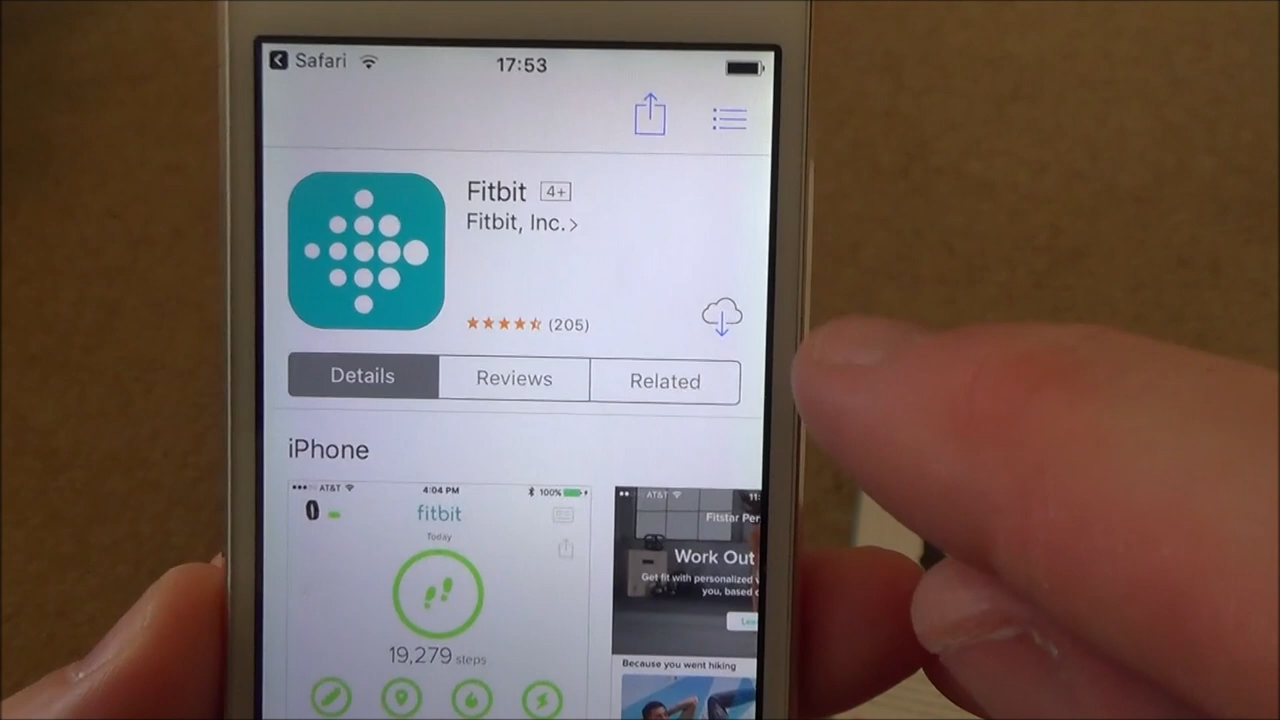 Safari
17:53
Fitbit 4+
Fitbit, Inc. >
(205)
Details
Reviews
Related
iPhone
AT&T
4:04 PM
100%
fitbit
Today
19,279 steps
AT&T
11:
Fitstar Per
Work Out
Get fit with personalized
you, based
Because you went hiking